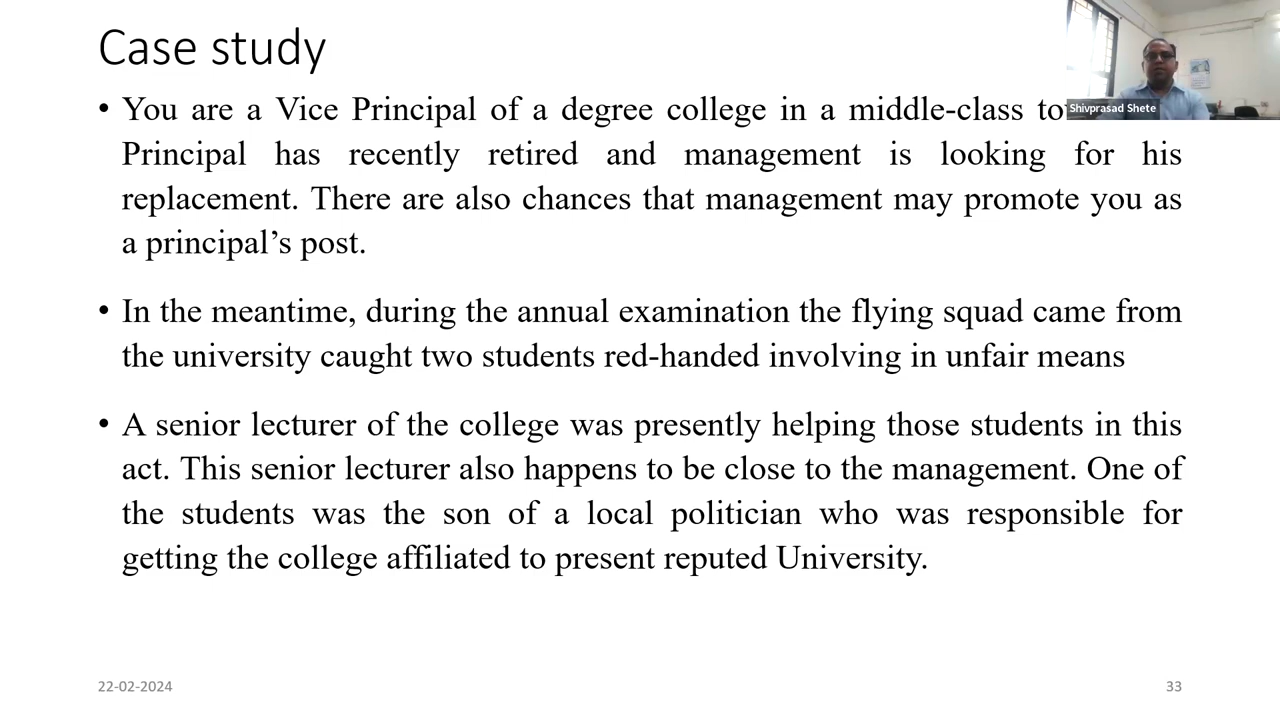 Case study
• You are a Vice Principal of a degree college in a middle-class
Principal has recently retired and management is looking for his
replacement. There are also chances that management may promote you as
a principal’s post.
• In the meantime, during the annual examination the flying squad came from
the university caught two students red-handed involving in unfair means
• A senior lecturer of the college was presently helping those students in this
act. This senior lecturer also happens to be close to the management. One of
the students was the son of a local politician who was responsible for
getting the college affiliated to present reputed University.
Shivprasad Shete
22-02-2024
33